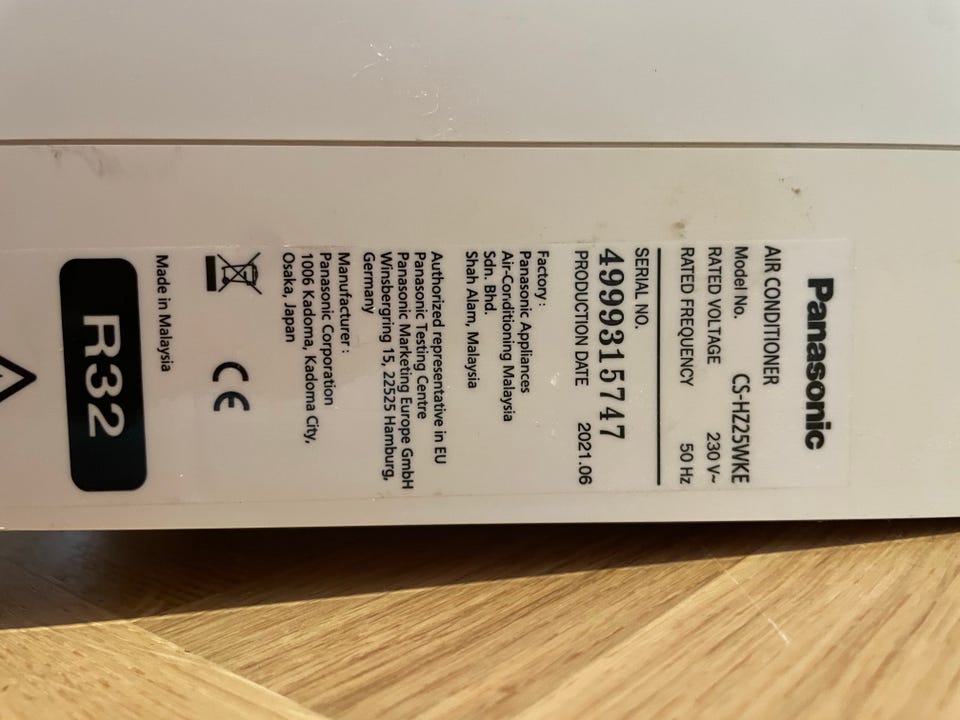 Panasonic
AIR CONDITIONER
Model No. CS-HZ25WKE
RATED VOLTAGE 230 V~
RATED FREQUENCY 50 Hz
SERIAL NO.
4999315747
PRODUCTION DATE 2021.06
Factory :
Panasonic Appliances
Air-Conditioning Malaysia
Sdn. Bhd.
Shah Alam, Malaysia
Authorized representative in EU
Panasonic Testing Centre
Panasonic Marketing Europe GmbH
Winsbergring 15, 22525 Hamburg,
Germany
Manufacturer :
Panasonic Corporation
1006 Kadoma, Kadoma City,
Osaka, Japan
CE
Made in Malaysia
R32